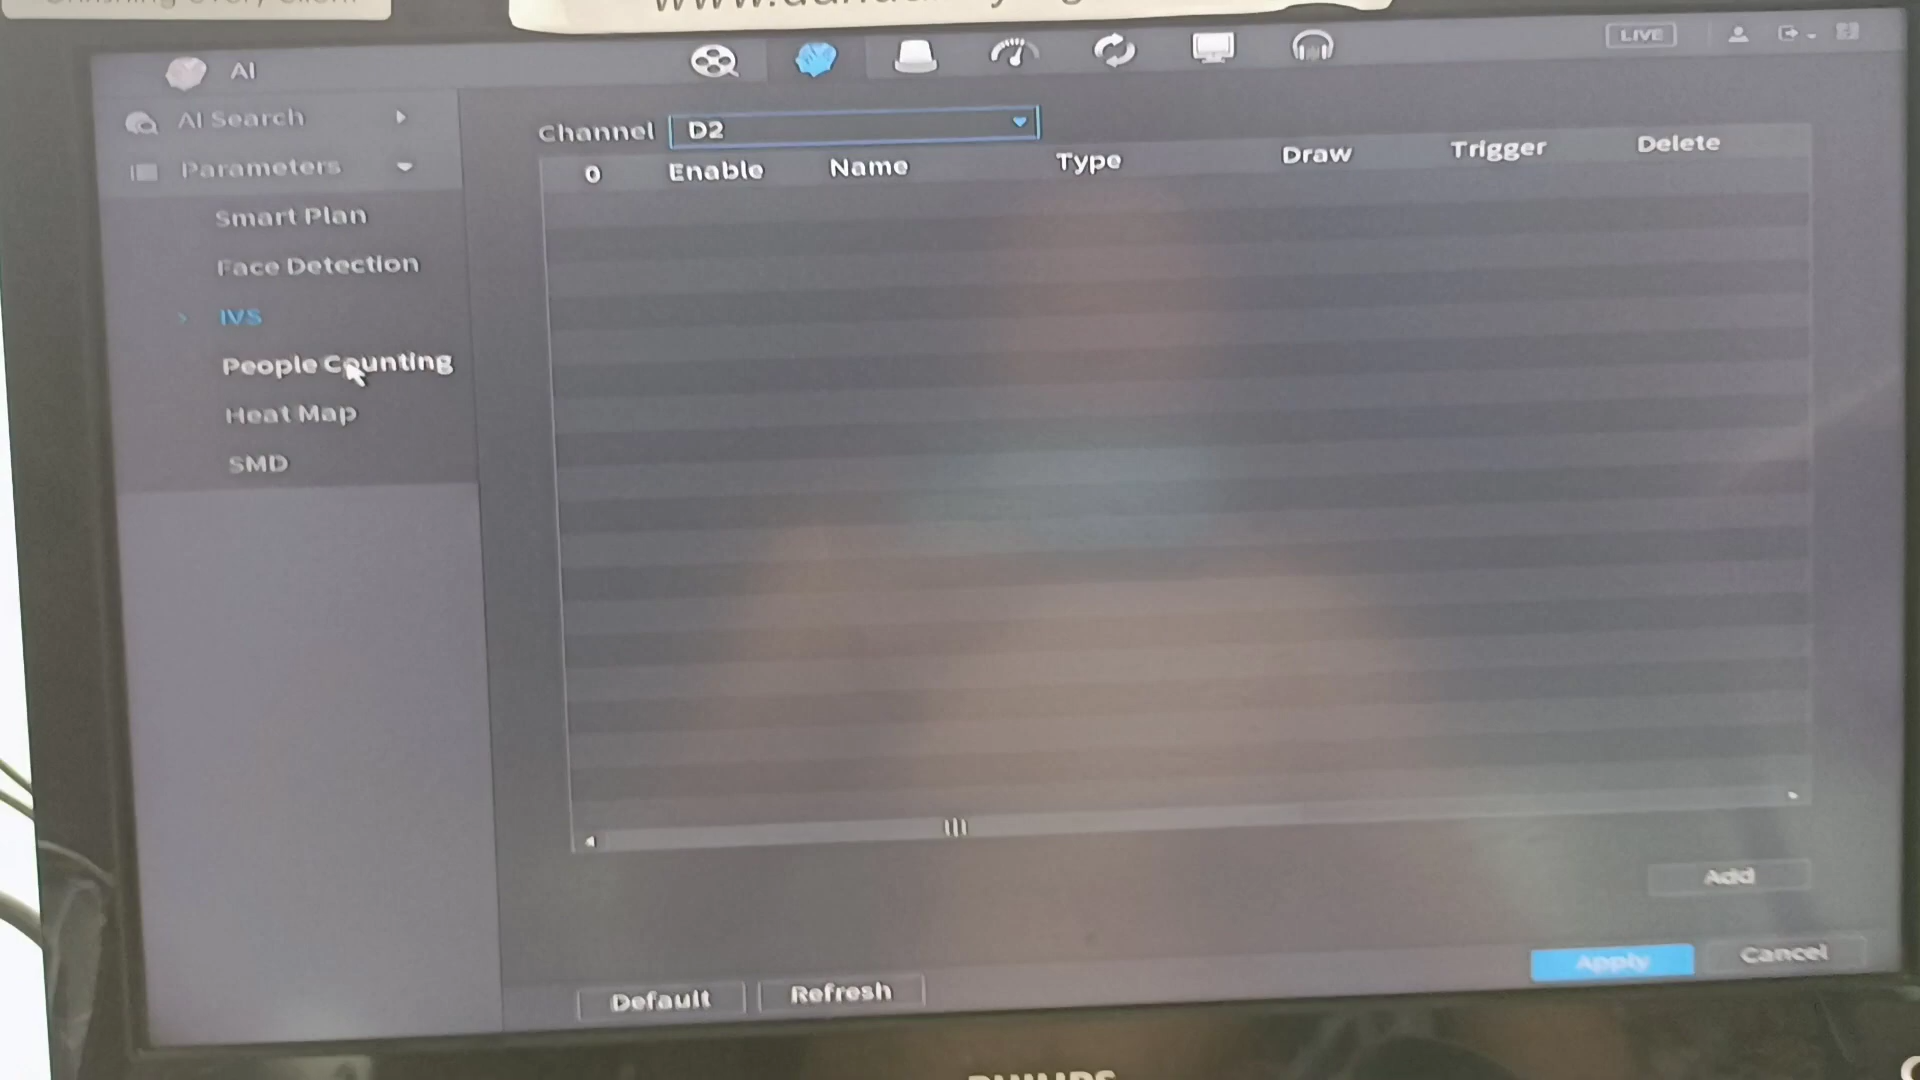 AI
LIVE
AI Search
Parameters
Smart Plan
Face Detection
IVS
People Counting
Heat Map
SMD
Channel D2
0 Enable Name Type Draw Trigger Delete
Add
Default Refresh Apply Cancel
PHILIPS